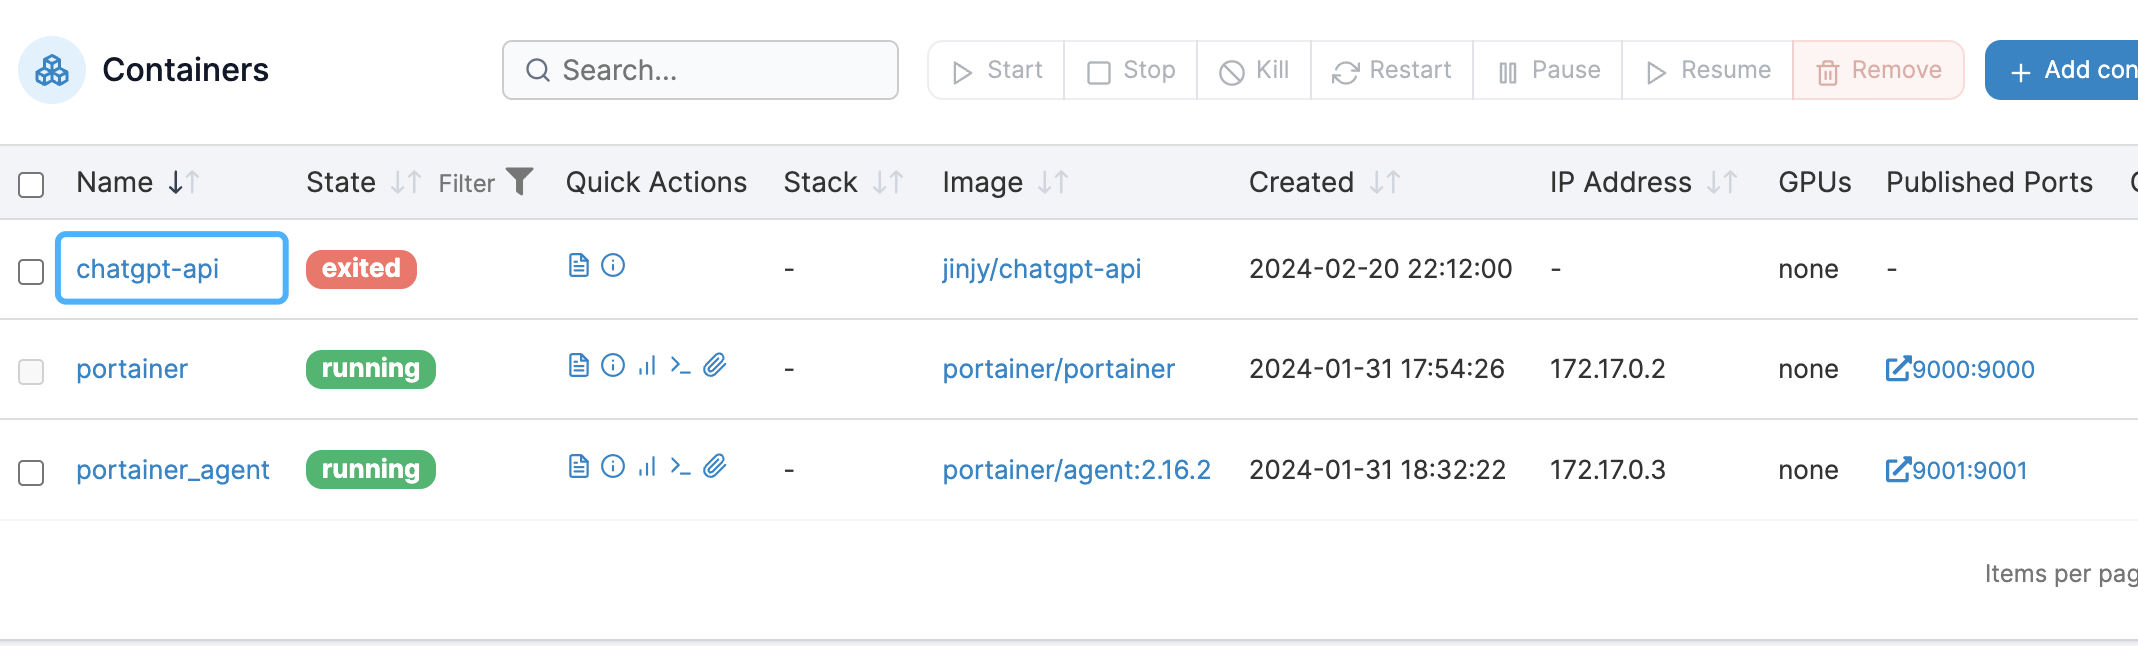 Containers Search... Start Stop Kill Restart Pause Resume Remove + Add con
Name State Filter Quick Actions Stack Image Created IP Address GPUs Published Ports
chatgpt-api exited - jinjy/chatgpt-api 2024-02-20 22:12:00 - none -
portainer running - portainer/portainer 2024-01-31 17:54:26 172.17.0.2 none 9000:9000
portainer_agent running - portainer/agent:2.16.2 2024-01-31 18:32:22 172.17.0.3 none 9001:9001
Items per pag